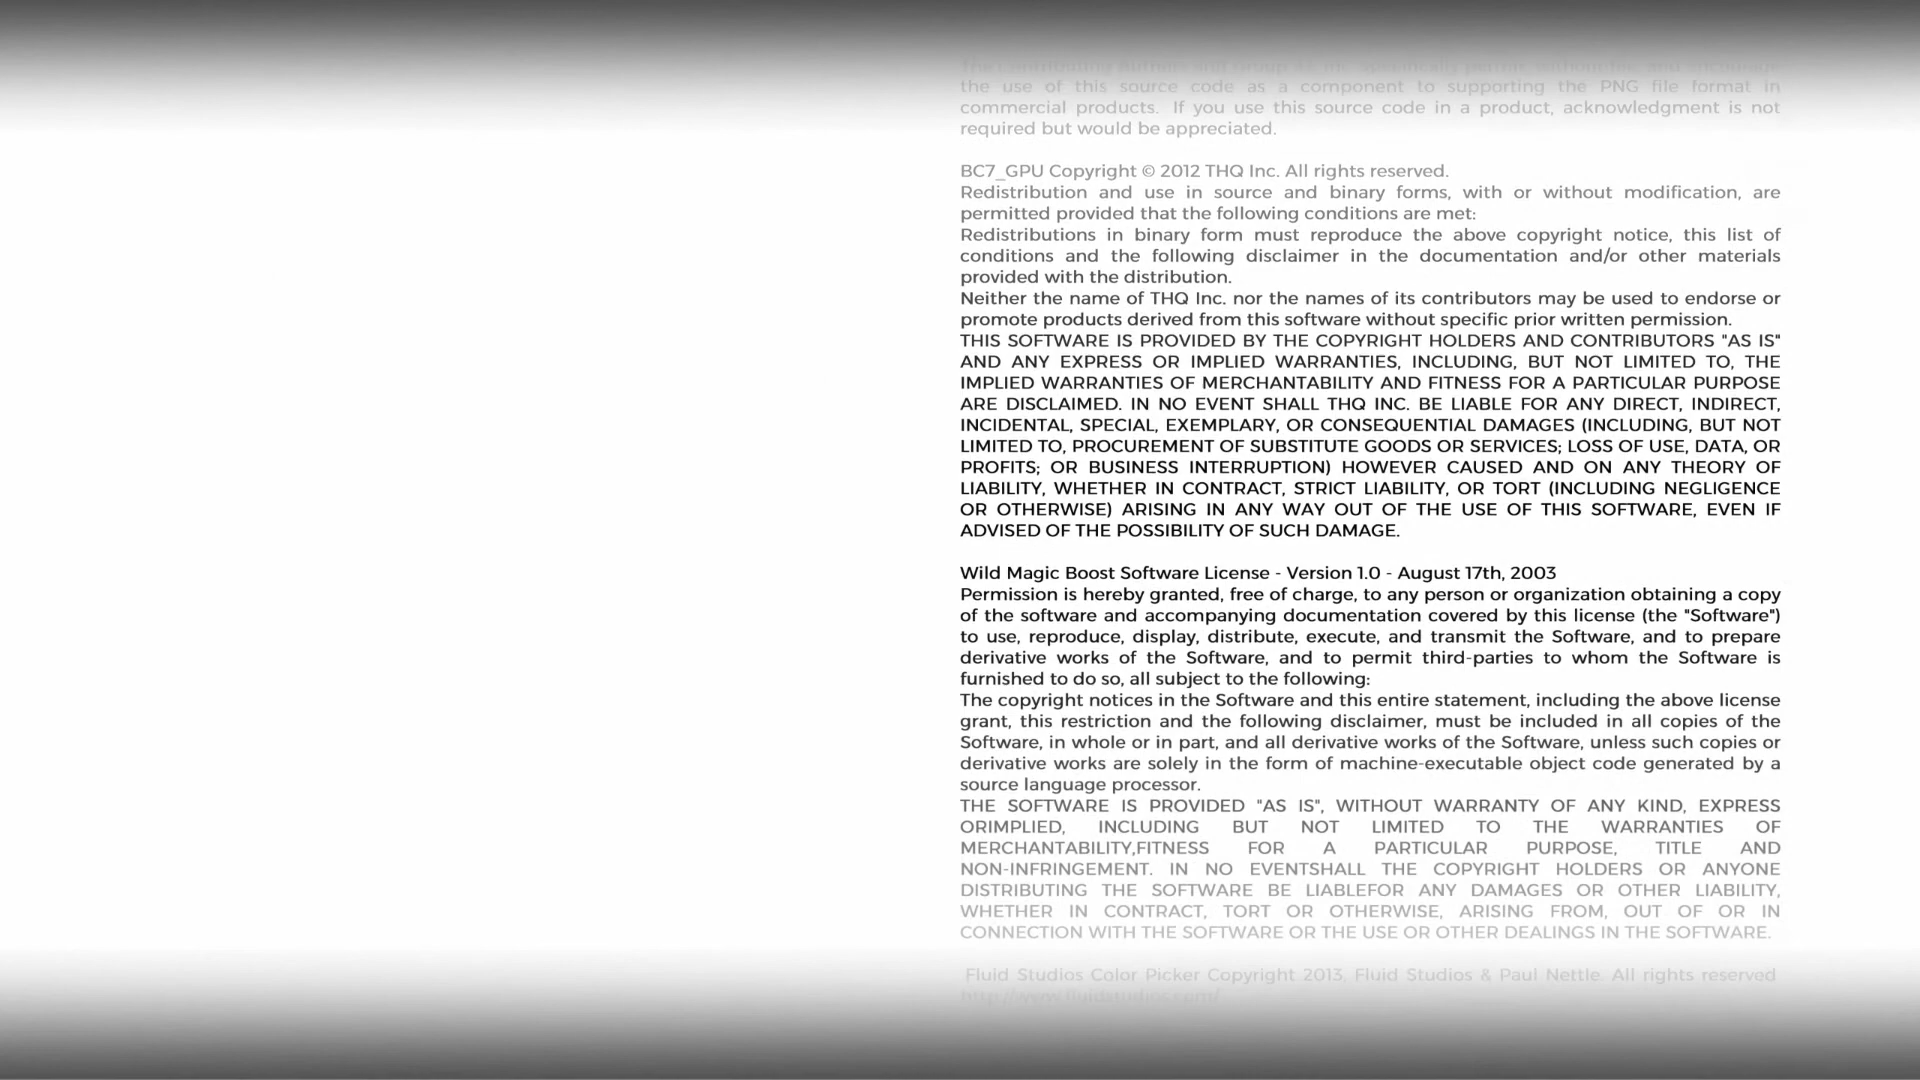 The Contributing Authors and Group 42, Inc. specifically permit, without fee, and encourage
the use of this source code as a component to supporting the PNG file format in
commercial products. If you use this source code in a product, acknowledgment is not
required but would be appreciated.
BC7_GPU Copyright © 2012 THQ Inc. All rights reserved.
Redistribution and use in source and binary forms, with or without modification, are
permitted provided that the following conditions are met:
Redistributions in binary form must reproduce the above copyright notice, this list of
conditions and the following disclaimer in the documentation and/or other materials
provided with the distribution.
Neither the name of THQ Inc. nor the names of its contributors may be used to endorse or
promote products derived from this software without specific prior written permission.
THIS SOFTWARE IS PROVIDED BY THE COPYRIGHT HOLDERS AND CONTRIBUTORS "AS IS"
AND ANY EXPRESS OR IMPLIED WARRANTIES, INCLUDING, BUT NOT LIMITED TO, THE
IMPLIED WARRANTIES OF MERCHANTABILITY AND FITNESS FOR A PARTICULAR PURPOSE
ARE DISCLAIMED. IN NO EVENT SHALL THQ INC. BE LIABLE FOR ANY DIRECT, INDIRECT,
INCIDENTAL, SPECIAL, EXEMPLARY, OR CONSEQUENTIAL DAMAGES (INCLUDING, BUT NOT
LIMITED TO, PROCUREMENT OF SUBSTITUTE GOODS OR SERVICES; LOSS OF USE, DATA, OR
PROFITS; OR BUSINESS INTERRUPTION) HOWEVER CAUSED AND ON ANY THEORY OF
LIABILITY, WHETHER IN CONTRACT, STRICT LIABILITY, OR TORT (INCLUDING NEGLIGENCE
OR OTHERWISE) ARISING IN ANY WAY OUT OF THE USE OF THIS SOFTWARE, EVEN IF
ADVISED OF THE POSSIBILITY OF SUCH DAMAGE.
Wild Magic Boost Software License - Version 1.0 - August 17th, 2003
Permission is hereby granted, free of charge, to any person or organization obtaining a copy
of the software and accompanying documentation covered by this license (the "Software")
to use, reproduce, display, distribute, execute, and transmit the Software, and to prepare
derivative works of the Software, and to permit third-parties to whom the Software is
furnished to do so, all subject to the following:
The copyright notices in the Software and this entire statement, including the above license
grant, this restriction and the following disclaimer, must be included in all copies of the
Software, in whole or in part, and all derivative works of the Software, unless such copies or
derivative works are solely in the form of machine-executable object code generated by a
source language processor.
THE SOFTWARE IS PROVIDED "AS IS", WITHOUT WARRANTY OF ANY KIND, EXPRESS
ORIMPLIED, INCLUDING BUT NOT LIMITED TO THE WARRANTIES OF
MERCHANTABILITY,FITNESS FOR A PARTICULAR PURPOSE, TITLE AND
NON-INFRINGEMENT. IN NO EVENTSHALL THE COPYRIGHT HOLDERS OR ANYONE
DISTRIBUTING THE SOFTWARE BE LIABLEFOR ANY DAMAGES OR OTHER LIABILITY,
WHETHER IN CONTRACT, TORT OR OTHERWISE, ARISING FROM, OUT OF OR IN
CONNECTION WITH THE SOFTWARE OR THE USE OR OTHER DEALINGS IN THE SOFTWARE.
Fluid Studios Color Picker Copyright 2013, Fluid Studios & Paul Nettle. All rights reserved
http://www.fluidstudios.com/